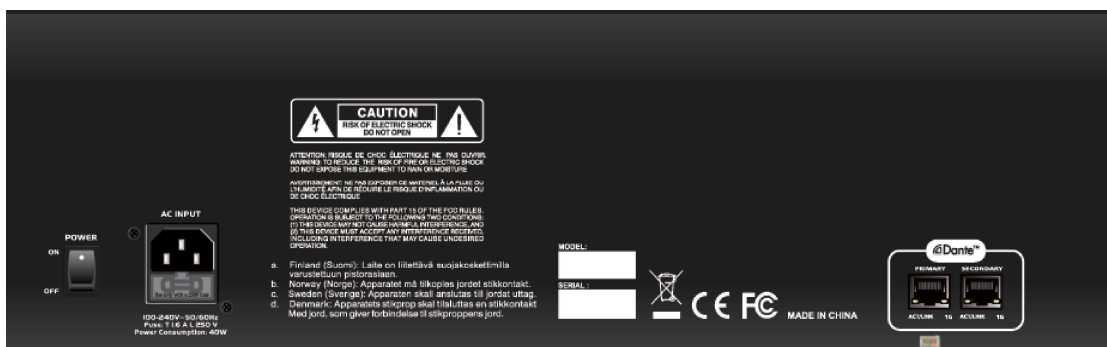 CAUTION
RISK OF ELECTRIC SHOCK
DO NOT OPEN
ATTENTION: RISQUE DE CHOC ÉLECTRIQUE NE PAS OUVRIR.
WARNING: TO REDUCE THE RISK OF FIRE OR ELECTRIC SHOCK
DO NOT EXPOSE THIS EQUIPMENT TO RAIN OR MOISTURE
AVERTISSEMENT: NE PAS EXPOSER CE MATERIEL À LA PLUIE OU
L'HUMIDITÉ AFIN DE RÉDUIRE LE RISQUE D'INFLAMMATION OU
DE CHOC ÉLECTRIQUE
THIS DEVICE COMPLIES WITH PART 15 OF THE FCC RULES.
OPERATION IS SUBJECT TO THE FOLLOWING TWO CONDITIONS:
(1) THIS DEVICE MAY NOT CAUSE HARMFUL INTERFERENCE, AND
(2) THIS DEVICE MUST ACCEPT ANY INTERFERENCE RECEIVED,
INCLUDING INTERFERENCE THAT MAY CAUSE UNDESIRED
OPERATION.
a. Finland (Suomi): Laite on liitettävä suojakoskettimilla
varustettuun pistorasiaan.
b. Norway (Norge): Apparatet må tilkoples jordet stikkontakt.
c. Sweden (Sverige): Apparaten skall anslutas till jordat uttag.
d. Denmark: Apparatets stikprop skal tilsluttes en stikkontakt
Med jord, som giver forbindelse til stikproppens jord.
POWER
ON
OFF
AC INPUT
100-240V~50/60Hz
Fuse: T 1.6 A L 250 V
Power Consumption: 40W
MODEL:
SERIAL :
CE FC
MADE IN CHINA
Dante™
PRIMARY SECONDARY
ACT/LINK 1G ACT/LINK 1G